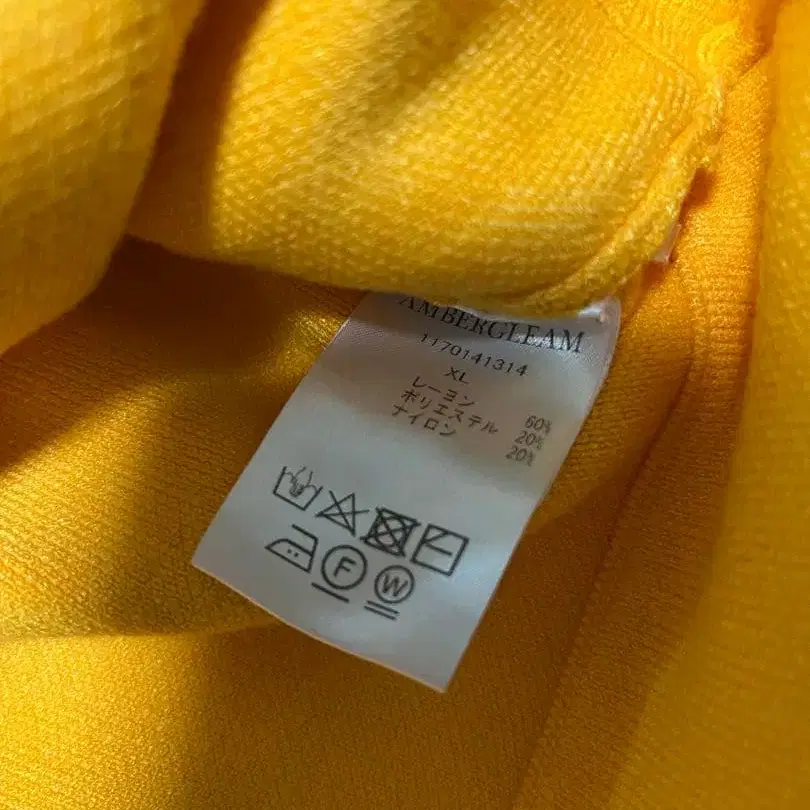 AMBERGLEAM
1170141314
XL
レーヨン 60%
ポリエステル 20%
ナイロン 20%
F
W